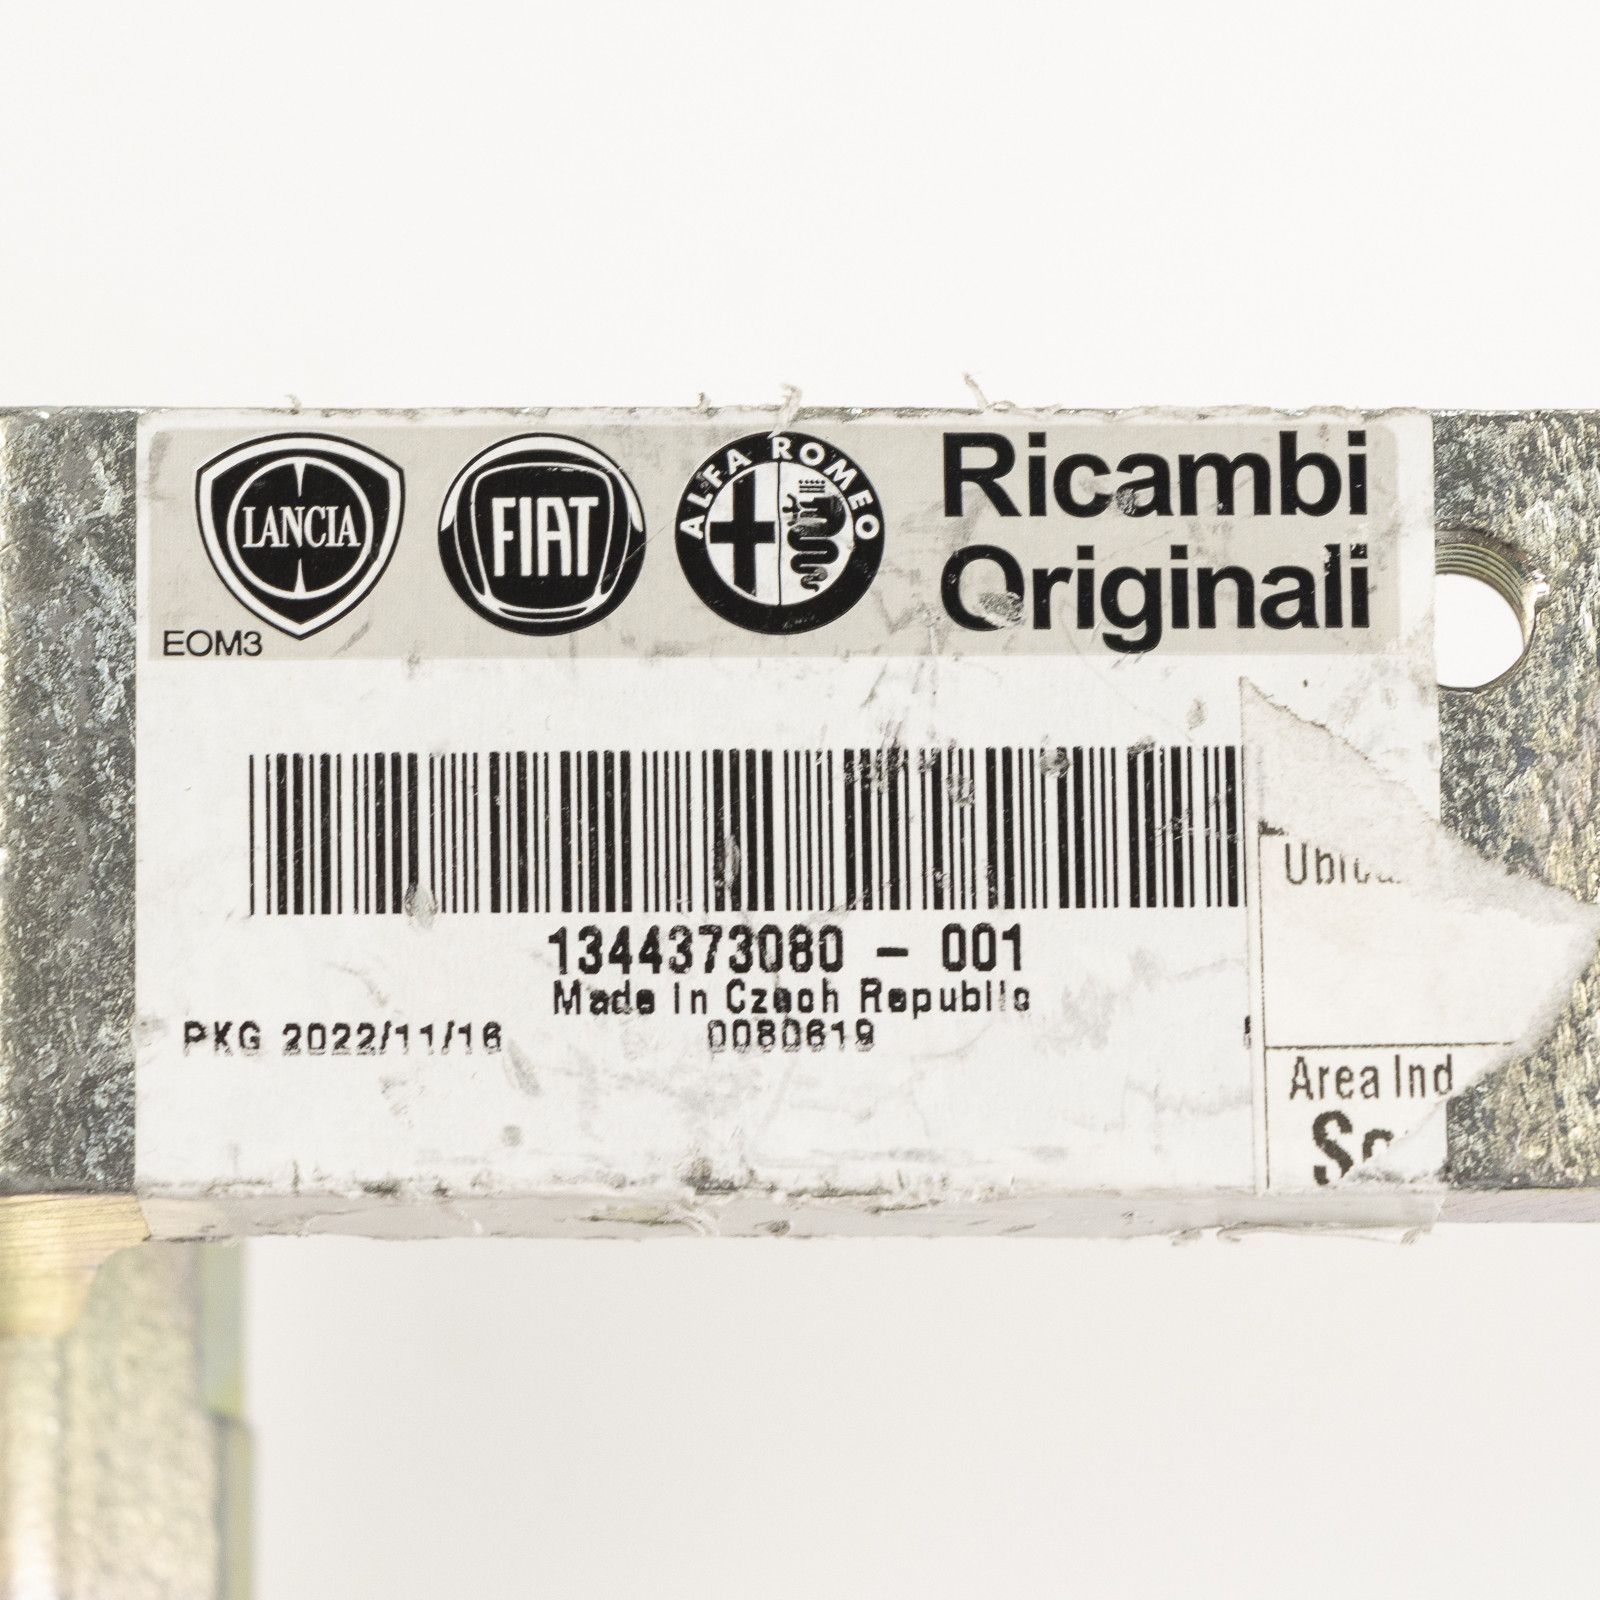 LANCIA
FIAT
ALFA ROMEO
Ricambi
Originali
EOM3
1344373080 - 001
Made In Czech Republic
PKG 2022/11/16 0080619
Area Ind